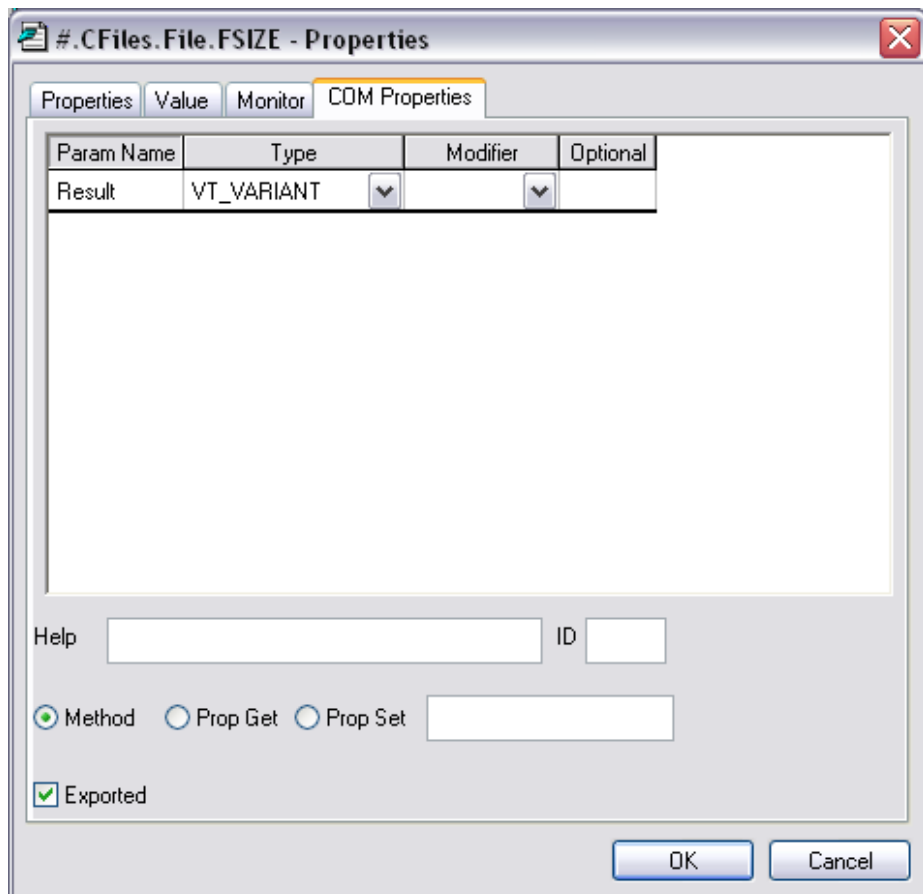 #.CFiles.File.FSIZE - Properties
Properties Value Monitor COM Properties
Param Name Type Modifier Optional
Result VT_VARIANT
Help ID
Method Prop Get Prop Set
Exported
OK Cancel